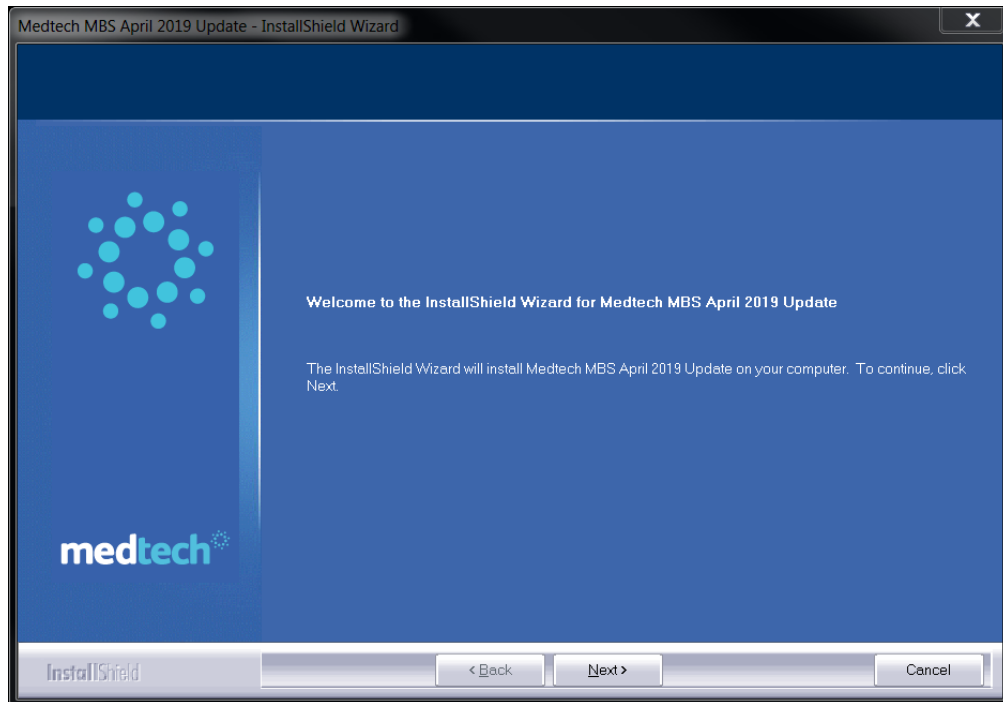 Medtech MBS April 2019 Update - InstallShield Wizard
X
Welcome to the InstallShield Wizard for Medtech MBS April 2019 Update
The InstallShield Wizard will install Medtech MBS April 2019 Update on your computer. To continue, click
Next.
medtech
InstallShield
< Back
Next >
Cancel